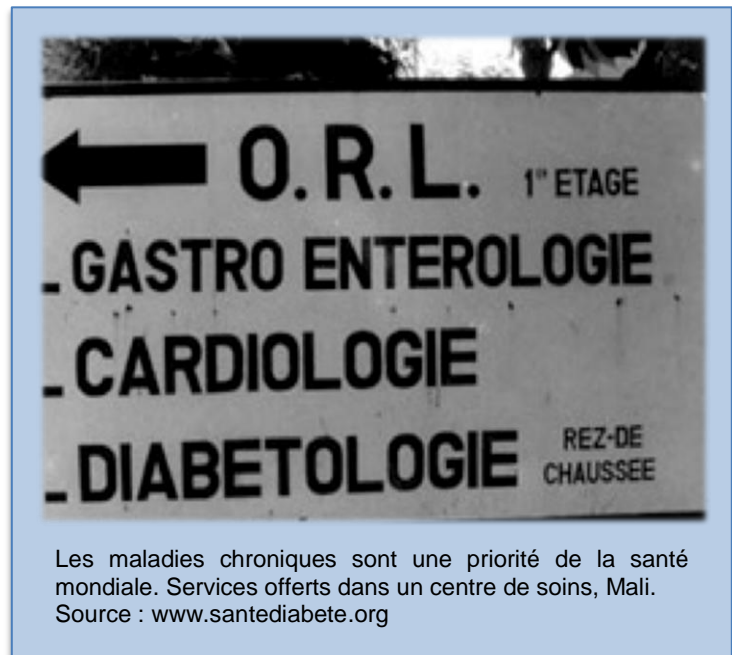 O.R.L. 1er ETAGE
_ GASTRO ENTEROLOGIE
_ CARDIOLOGIE
_ DIABETOLOGIE REZ-DE
CHAUSSEE
Les maladies chroniques sont une priorité de la santé
mondiale. Services offerts dans un centre de soins, Mali.
Source : www.santediabete.org